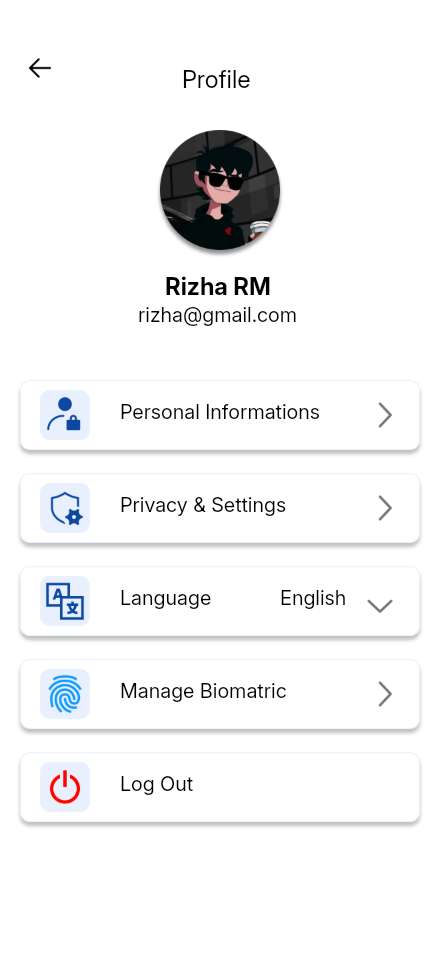 Profile
Rizha RM
rizha@gmail.com
Personal Informations
Privacy & Settings
Language English
Manage Biomatric
Log Out